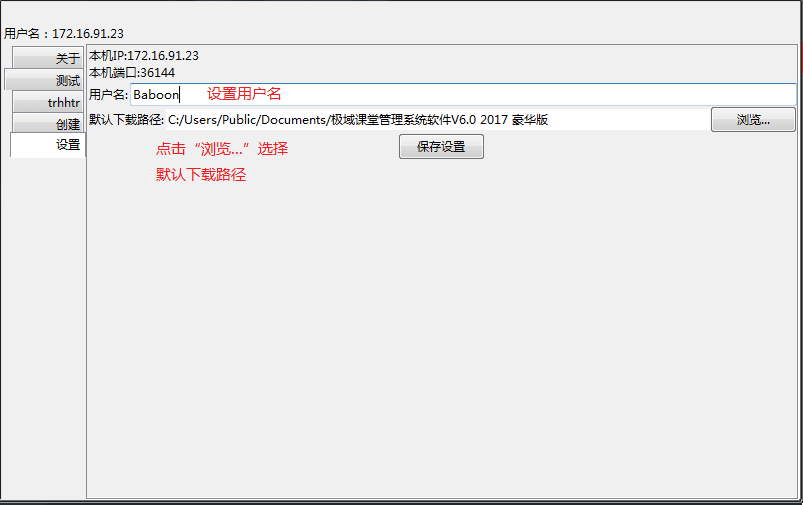 用户名：172.16.91.23
关于
测试
trhhtr
创建
设置
本机IP:172.16.91.23
本机端口:36144
用户名: Baboon 设置用户名
默认下载路径: C:/Users/Public/Documents/极域课堂管理系统软件V6.0 2017 豪华版 浏览...
点击“浏览...”选择
默认下载路径
保存设置